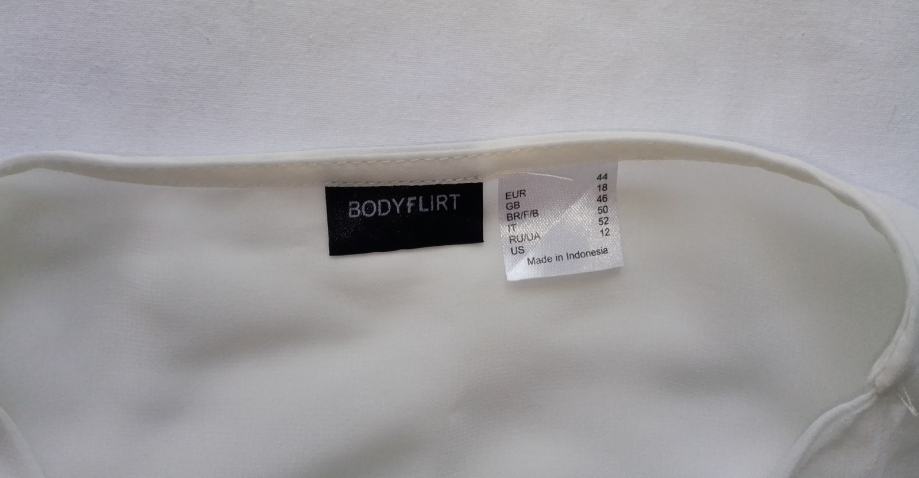 BODYFLIRT
EUR 44
GB 18
BR/F/B 46
IT 50
RU/UA 52
US 12
Made in Indonesia